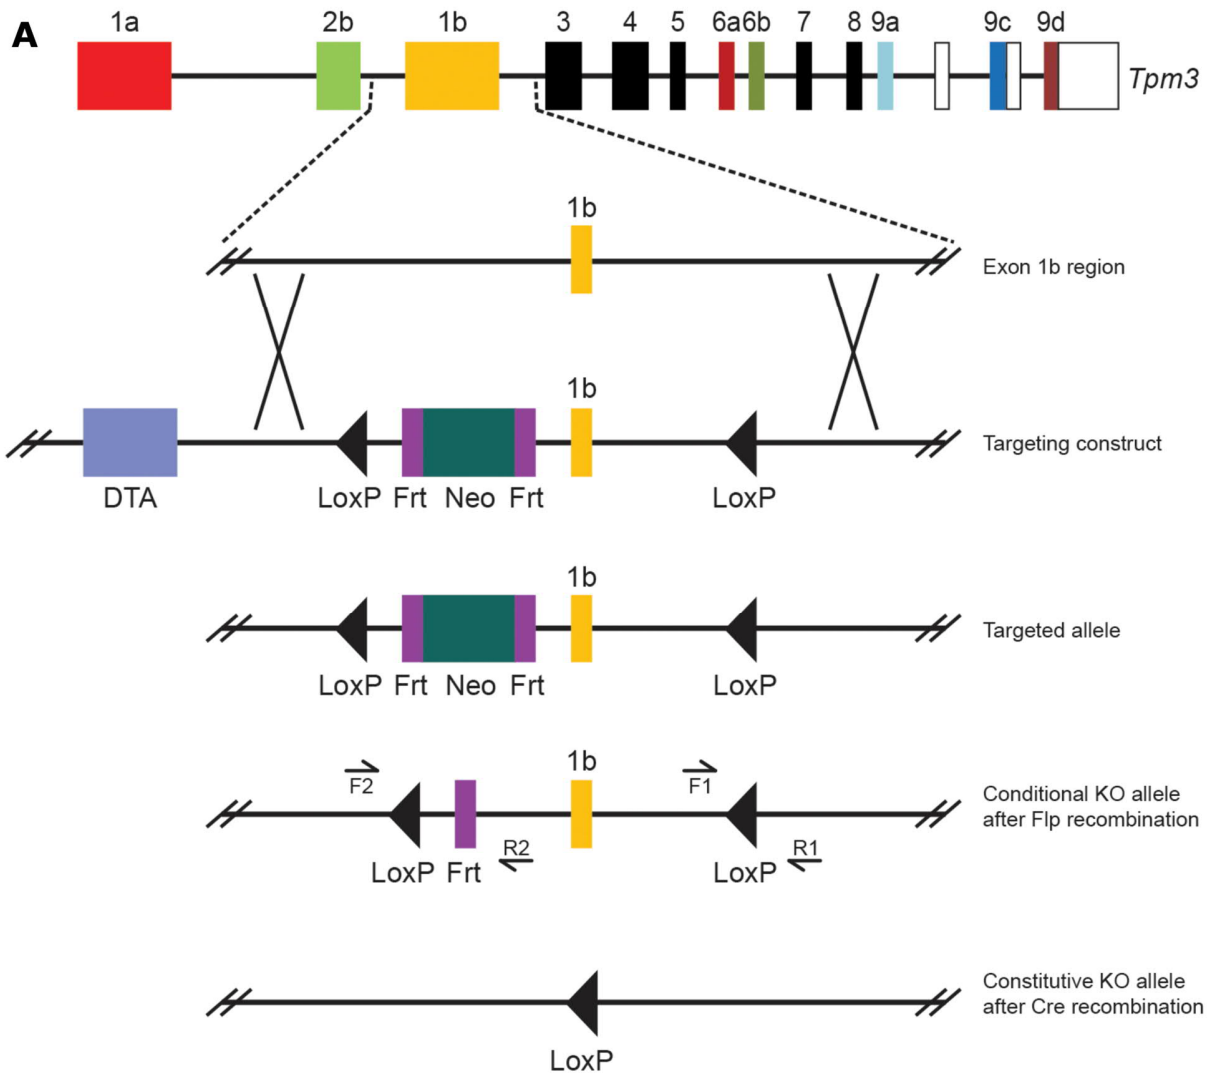 A
1a 2b 1b 3 4 5 6a 6b 7 8 9a 9c 9d
Tpm3
1b
Exon 1b region
1b
Targeting construct
DTA LoxP Frt Neo Frt LoxP
1b
Targeted allele
LoxP Frt Neo Frt LoxP
1b
F2 F1
Conditional KO allele
after Flp recombination
R2 R1
LoxP Frt LoxP
Constitutive KO allele
after Cre recombination
LoxP